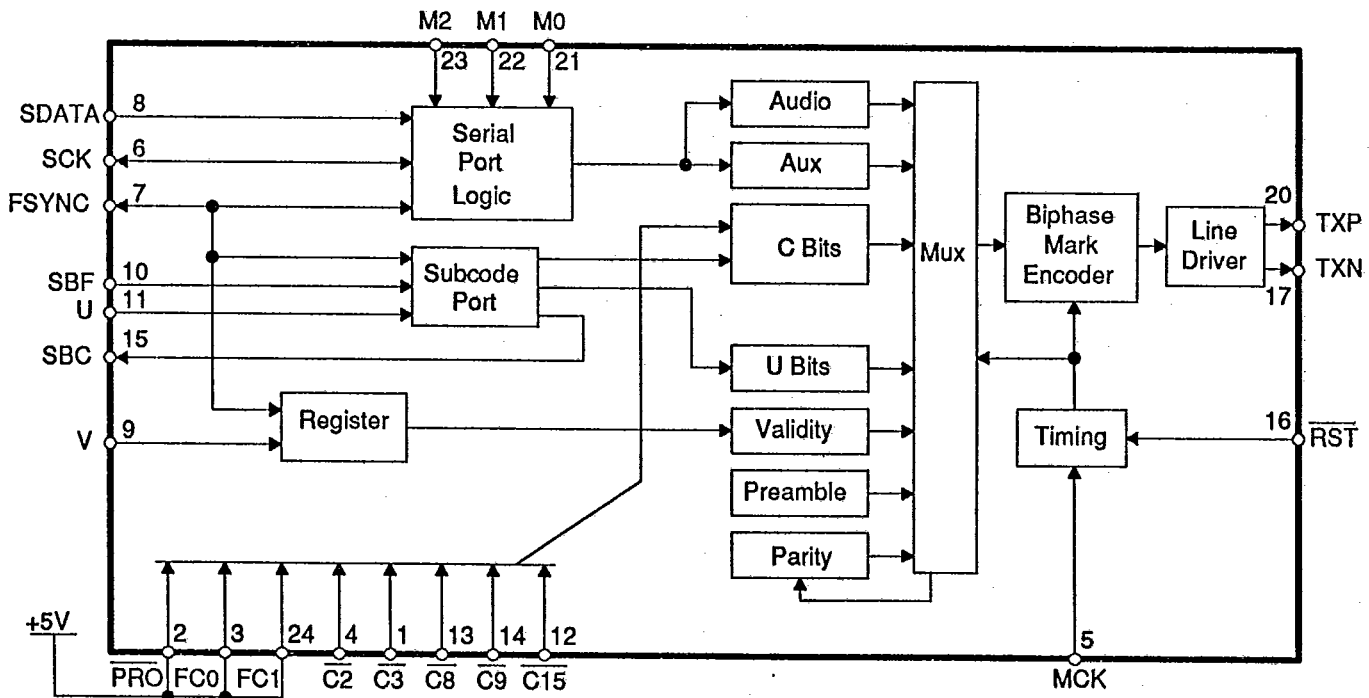 M2 M1 M0
23 22 21
SDATA 8
SCK 6
FSYNC 7
SBF 10
U 11
SBC 15
V 9
Serial
Port
Logic
Subcode
Port
Register
Audio
Aux
C Bits
U Bits
Validity
Preamble
Parity
Mux
Biphase
Mark
Encoder
Line
Driver
20 TXP
TXN
17
Timing
16 RST
+5V
2 3 24 4 1 13 14 12
PRO FC0 FC1 C2 C3 C8 C9 C15
5
MCK